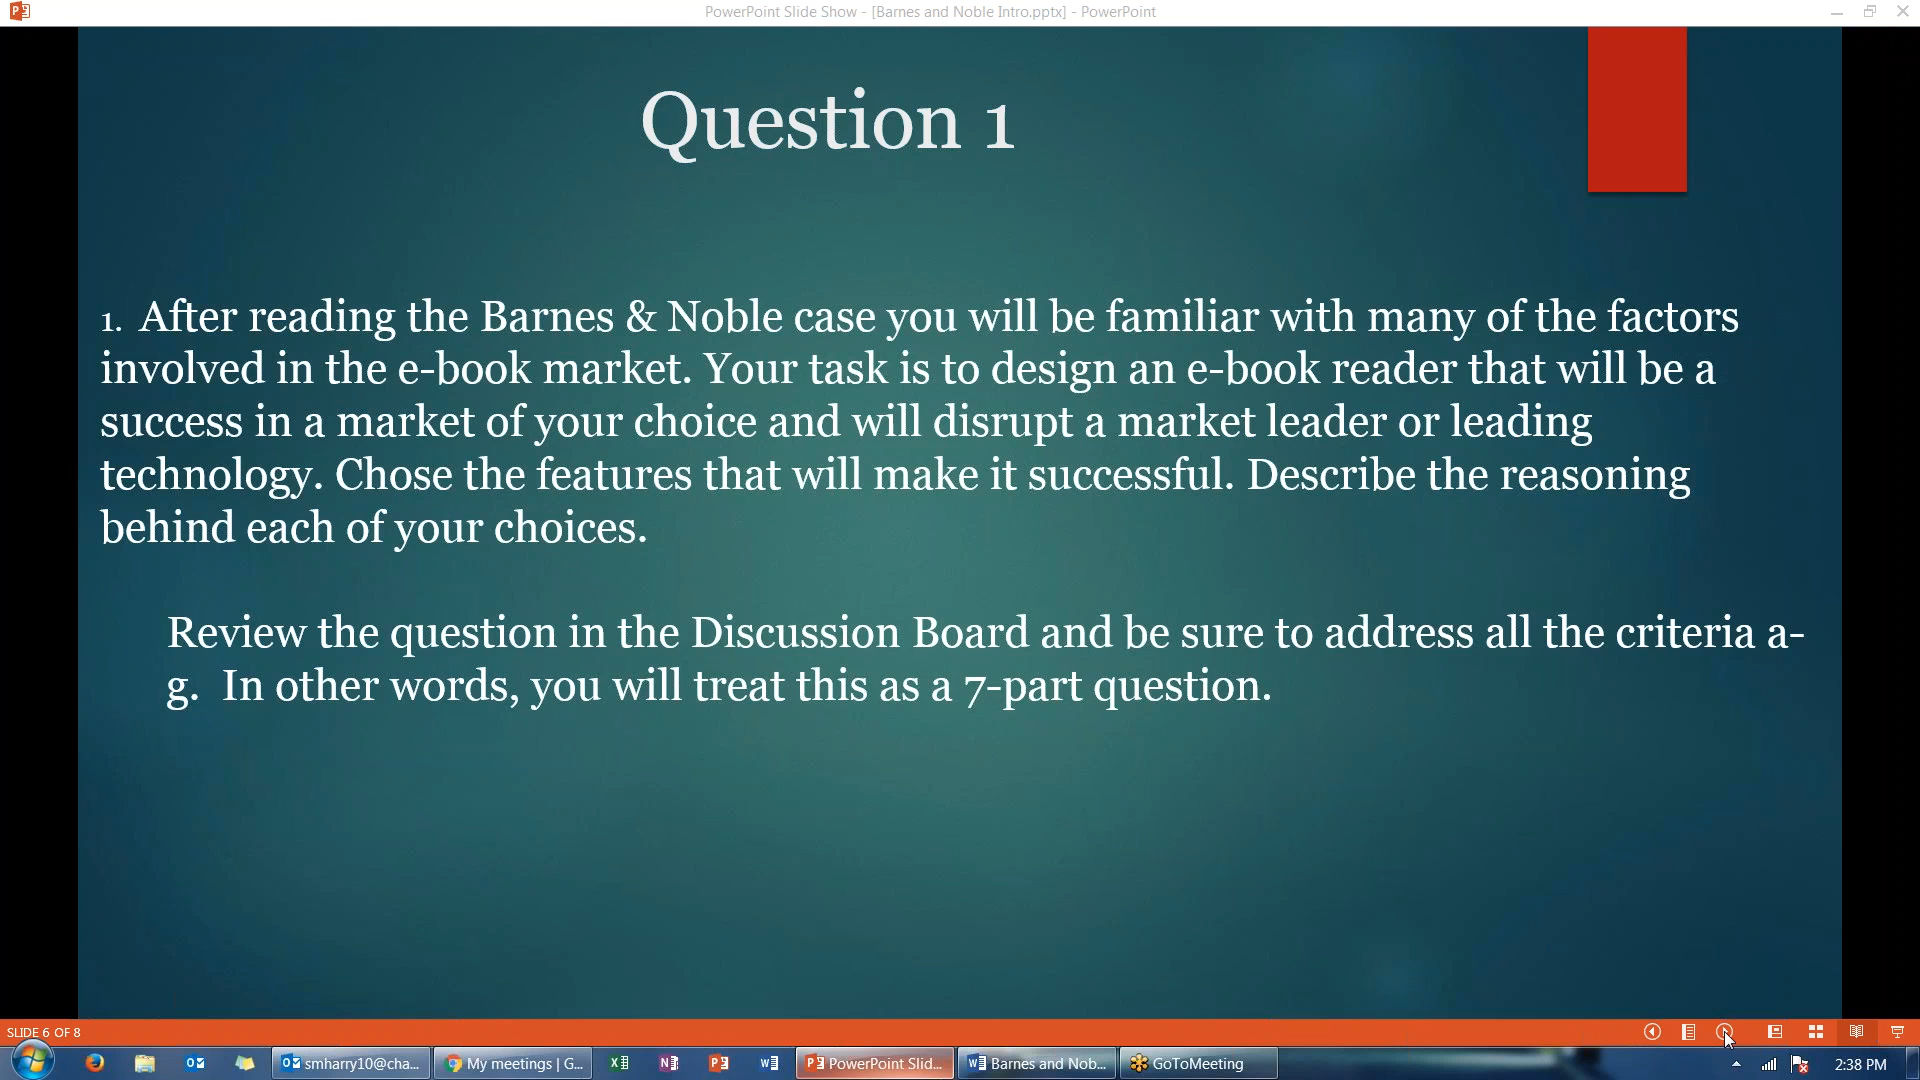 PowerPoint Slide Show - [Barnes and Noble Intro.pptx] - PowerPoint
Question 1
1. After reading the Barnes & Noble case you will be familiar with many of the factors
involved in the e-book market. Your task is to design an e-book reader that will be a
success in a market of your choice and will disrupt a market leader or leading
technology. Chose the features that will make it successful. Describe the reasoning
behind each of your choices.
Review the question in the Discussion Board and be sure to address all the criteria a-
g. In other words, you will treat this as a 7-part question.
SLIDE 6 OF 8
smharry10@cha... My meetings | G... PowerPoint Slid... Barnes and Nob... GoToMeeting 2:38 PM